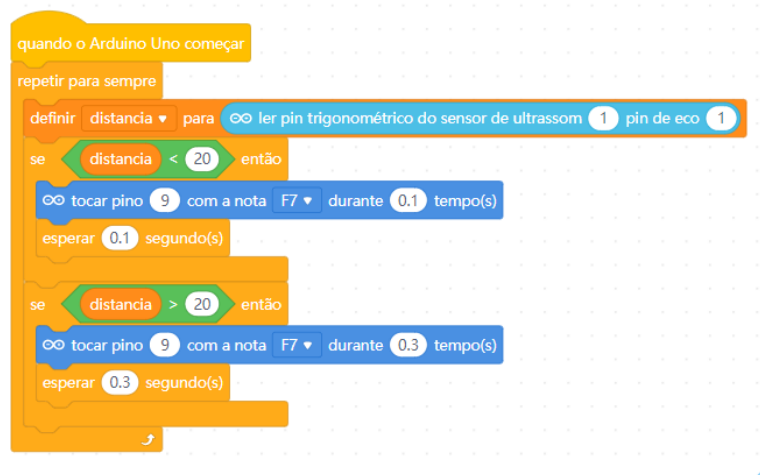 quando o Arduino Uno começar
repetir para sempre
definir distancia para ler pin trigonométrico do sensor de ultrassom 1 pin de eco 1
se distancia < 20 então
tocar pino 9 com a nota F7 durante 0.1 tempo(s)
esperar 0.1 segundo(s)
se distancia > 20 então
tocar pino 9 com a nota F7 durante 0.3 tempo(s)
esperar 0.3 segundo(s)